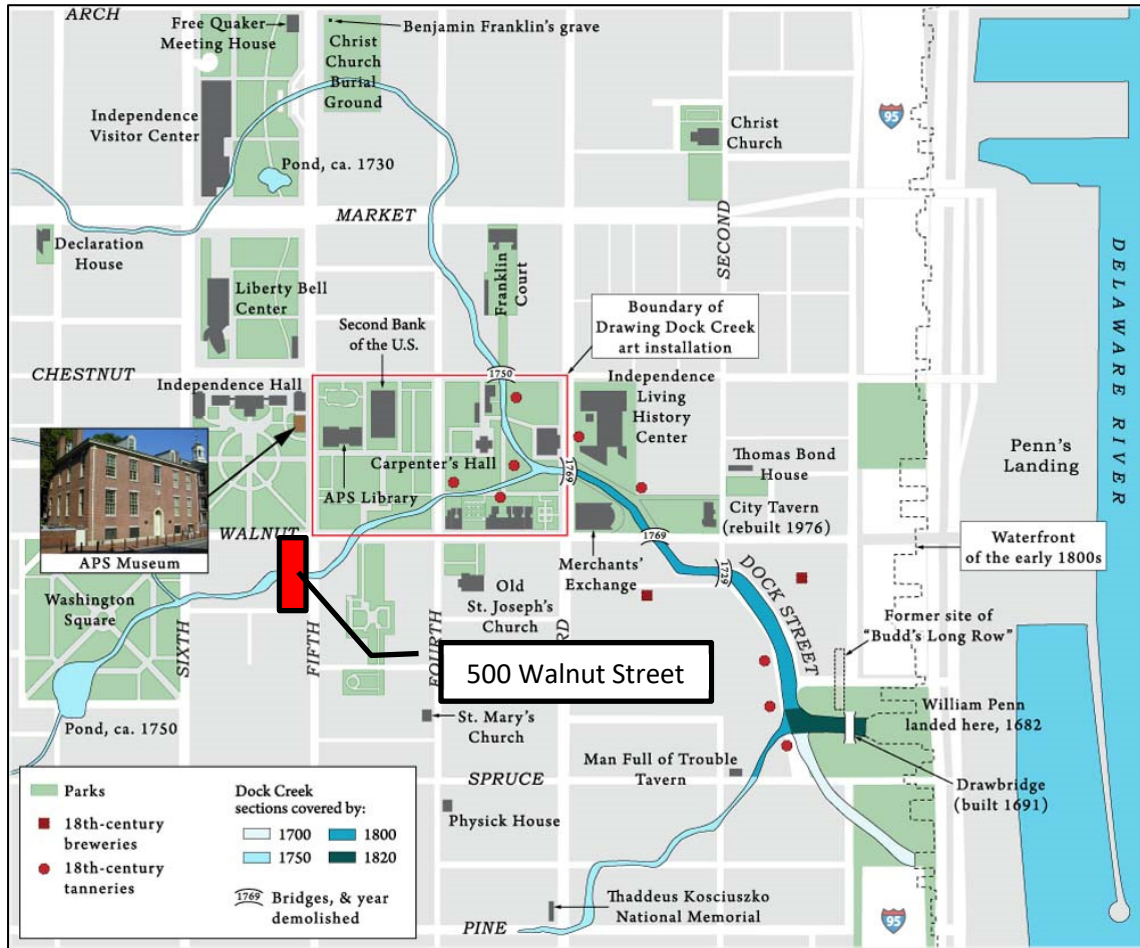 ARCH
Free Quaker
Meeting House
Benjamin Franklin's grave
Christ
Church
Burial
Ground
Independence
Visitor Center
Pond, ca. 1730
95
Christ
Church
MARKET
SECOND
Declaration
House
Liberty Bell
Center
Franklin
Court
Boundary of
Drawing Dock Creek
art installation
DELAWARE RIVER
Second Bank
of the U.S.
CHESTNUT
Independence Hall
1750
Independence
Living
History
Center
Penn's
Landing
APS Library
Carpenter's Hall
1769
Thomas Bond
House
City Tavern
(rebuilt 1976)
WALNUT
APS Museum
1769
Merchants'
Exchange
1729
DOCK STREET
Waterfront
of the early 1800s
Washington
Square
Old
St. Joseph's
Church
Former site of
"Budd's Long Row"
SIXTH
FIFTH
FOURTH
RD
500 Walnut Street
Pond, ca. 1750
St. Mary's
Church
William Penn
landed here, 1682
Man Full of Trouble
Tavern
SPRUCE
Drawbridge
(built 1691)
Physick House
Parks
18th-century
breweries
18th-century
tanneries
Dock Creek
sections covered by:
1700
1800
1750
1820
1769 Bridges, & year
demolished
Thaddeus Kosciuszko
National Memorial
PINE
95